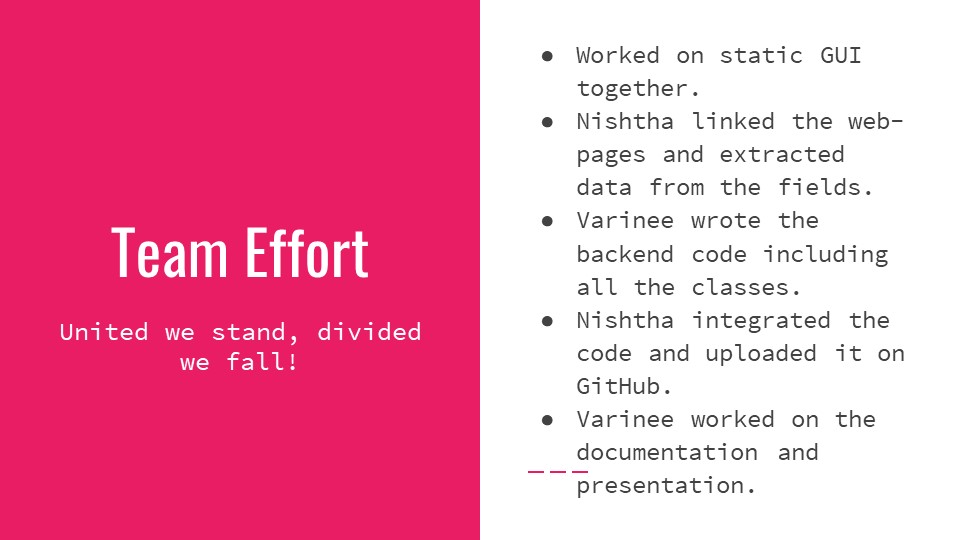 Team Effort
United we stand, divided
we fall!
● Worked on static GUI
together.
● Nishtha linked the web-
pages and extracted
data from the fields.
● Varinee wrote the
backend code including
all the classes.
● Nishtha integrated the
code and uploaded it on
GitHub.
● Varinee worked on the
documentation and
presentation.